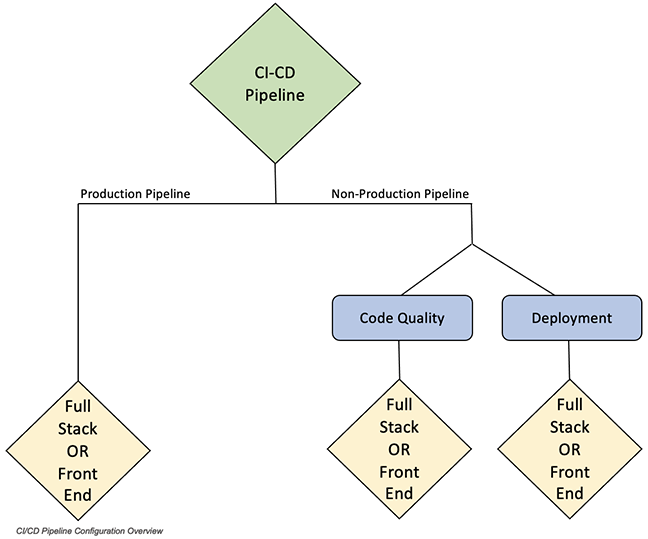 CI-CD
Pipeline
Production Pipeline
Non-Production Pipeline
Code Quality
Deployment
Full
Stack
OR
Front
End
Full
Stack
OR
Front
End
Full
Stack
OR
Front
End
CI/CD Pipeline Configuration Overview